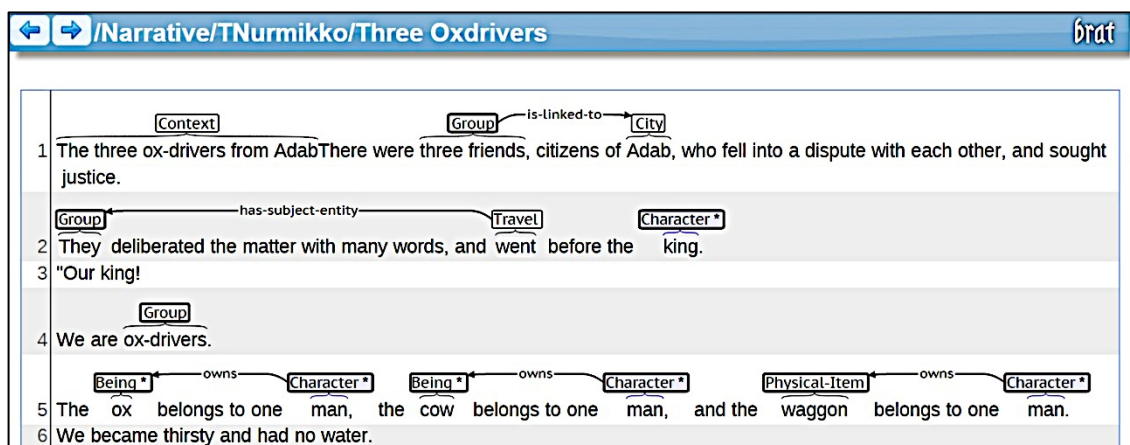 /Narrative/TNurmikko/Three Oxdrivers brat
Context Group is-linked-to City
1 The three ox-drivers from AdabThere were three friends, citizens of Adab, who fell into a dispute with each other, and sought
justice.
Group has-subject-entity Travel Character *
2 They deliberated the matter with many words, and went before the king.
3 "Our king!
Group
4 We are ox-drivers.
Being * owns Character * Being * owns Character * Physical-Item owns Character *
5 The ox belongs to one man, the cow belongs to one man, and the waggon belongs to one man.
6 We became thirsty and had no water.